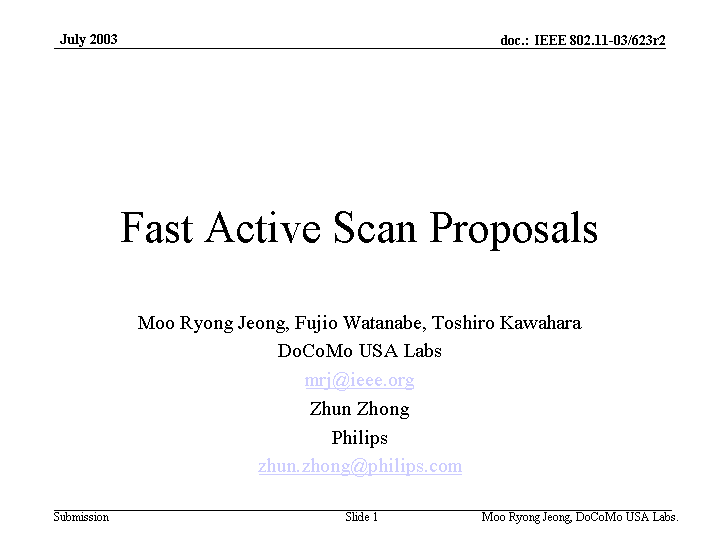 July 2003
doc.: IEEE 802.11-03/623r2
Fast Active Scan Proposals
Moo Ryong Jeong, Fujio Watanabe, Toshiro Kawahara
DoCoMo USA Labs
mrj@ieee.org
Zhun Zhong
Philips
zhun.zhong@philips.com
Submission
Slide 1
Moo Ryong Jeong, DoCoMo USA Labs.